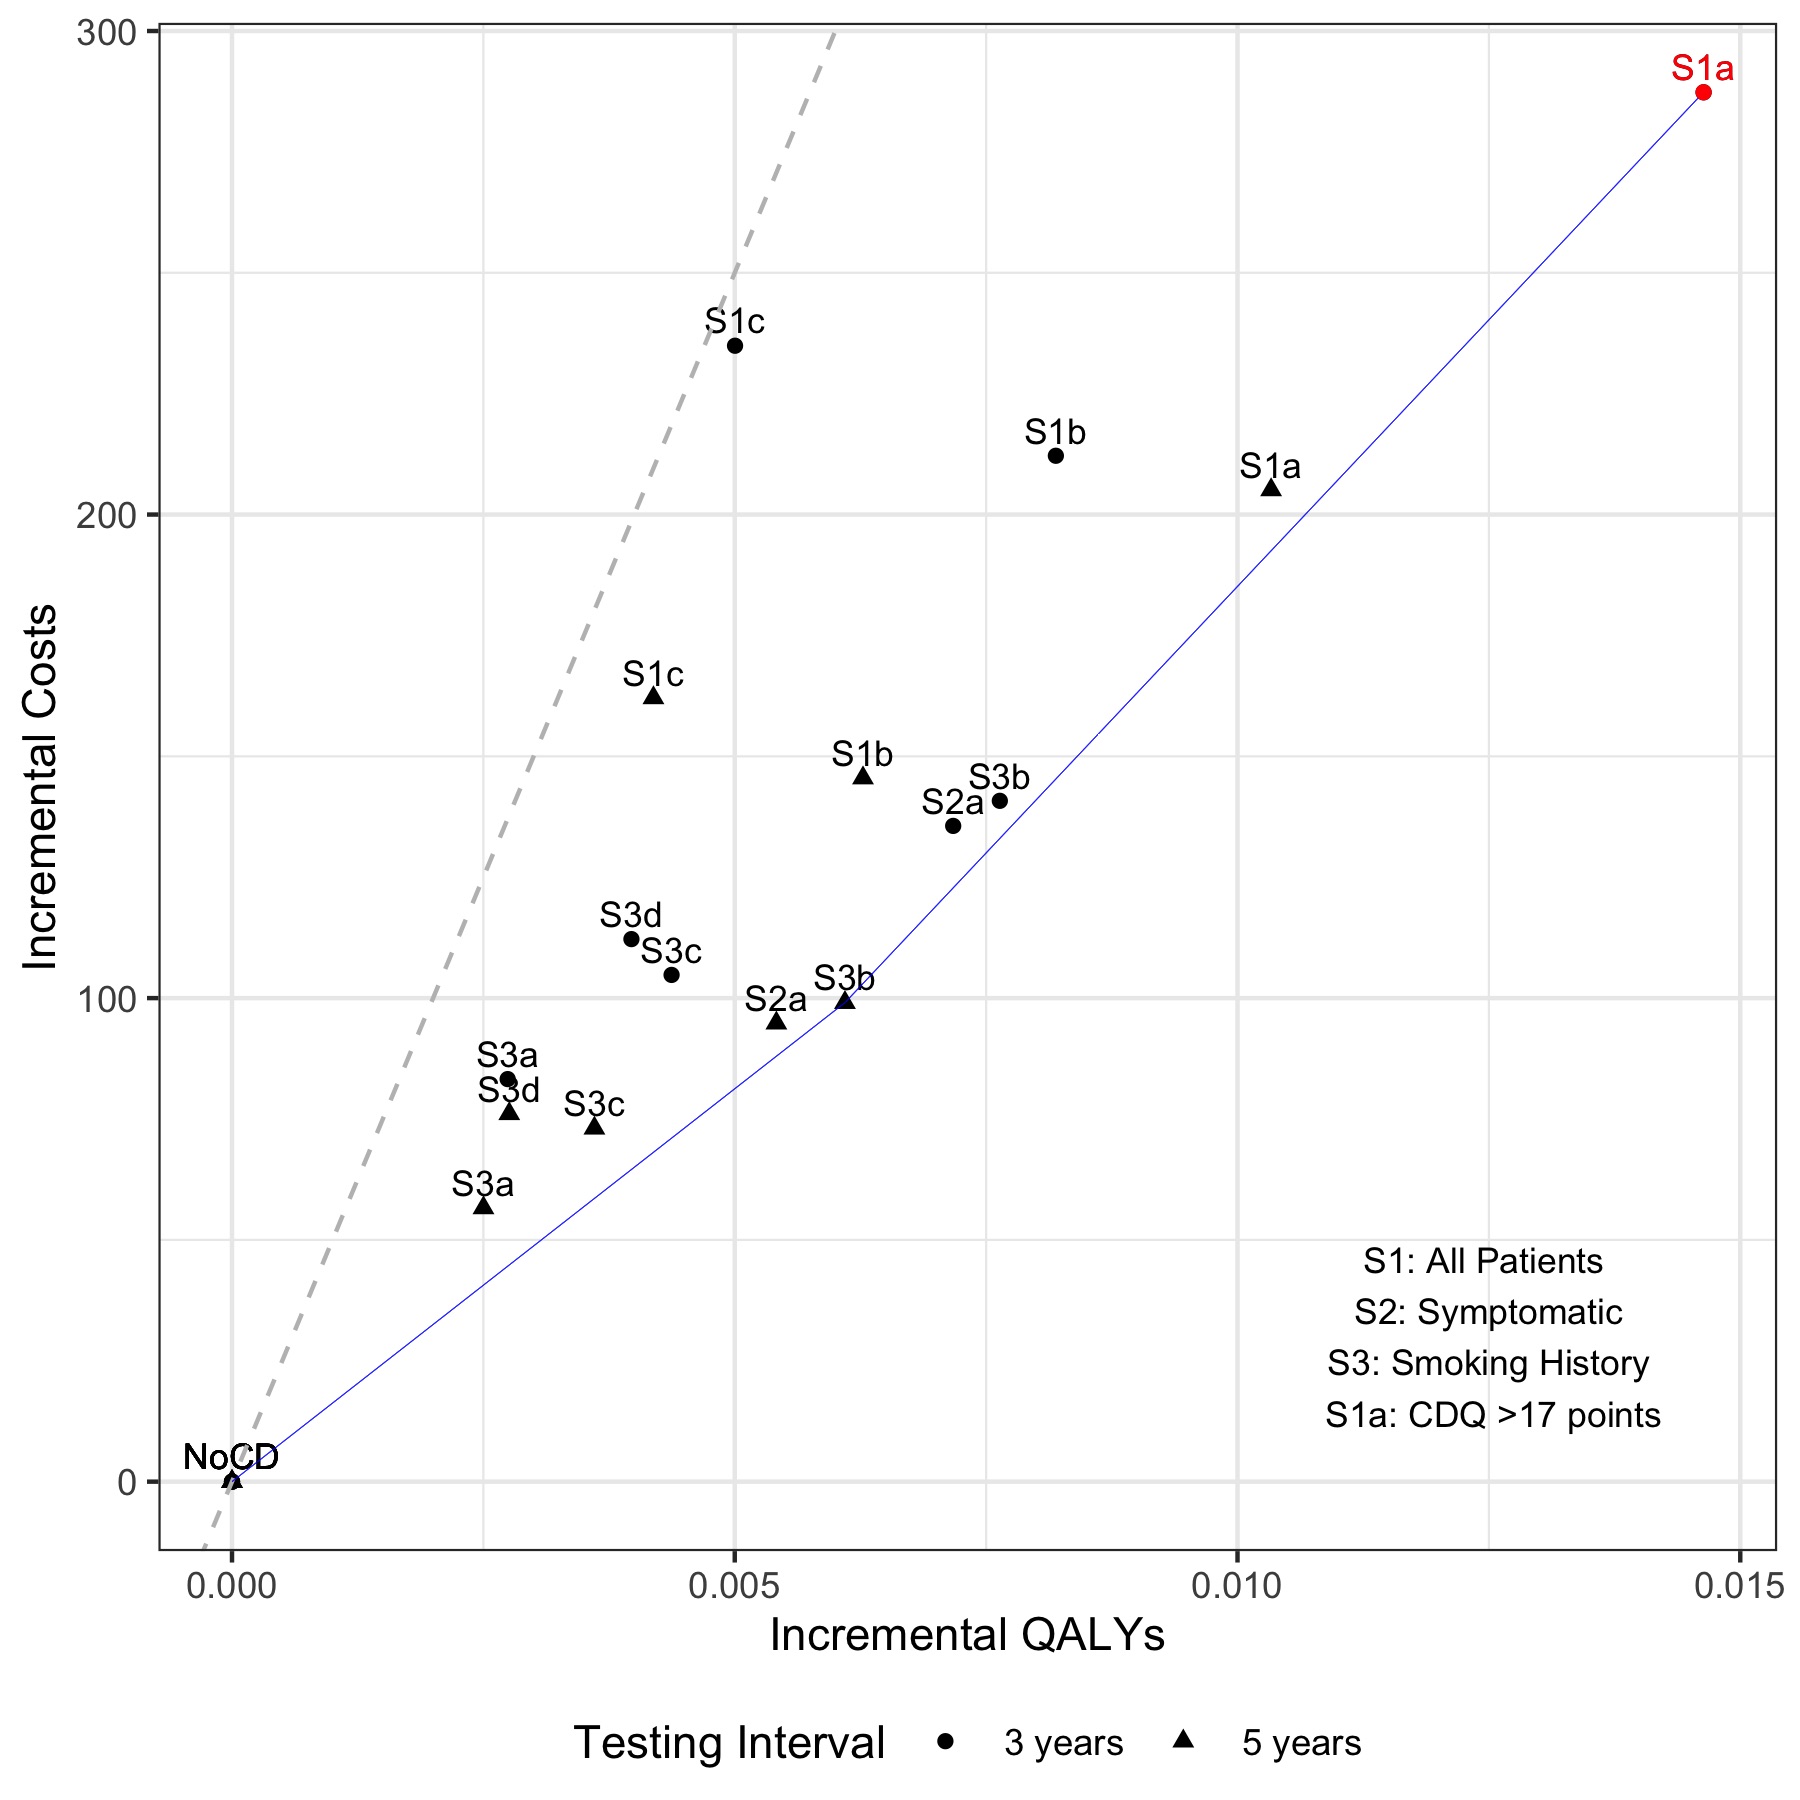 300
S1a
S1c
S1b
S1a
200
S1c
S1b
S3b
S2a
S3d
S3c
S3b
S2a
100
S3a
S3d
S3c
S3a
S1: All Patients
S2: Symptomatic
S3: Smoking History
S1a: CDQ >17 points
NoCD
0
Incremental Costs
0.000 0.005 0.010 0.015
Incremental QALYs
Testing Interval 3 years 5 years